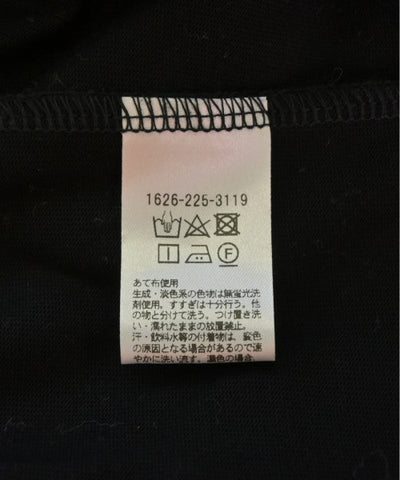 1626-225-3119
F
あて布使用
生成・淡色系の色物は無蛍光洗
剤使用、すすぎは十分行う。他
の物と分けて洗う。つけ置き洗
い・濡れたままの放置禁止。
汗・飲料水等の付着物は、変色
の原因となる場合があるので速
やかに洗い流す。濃色の場合、